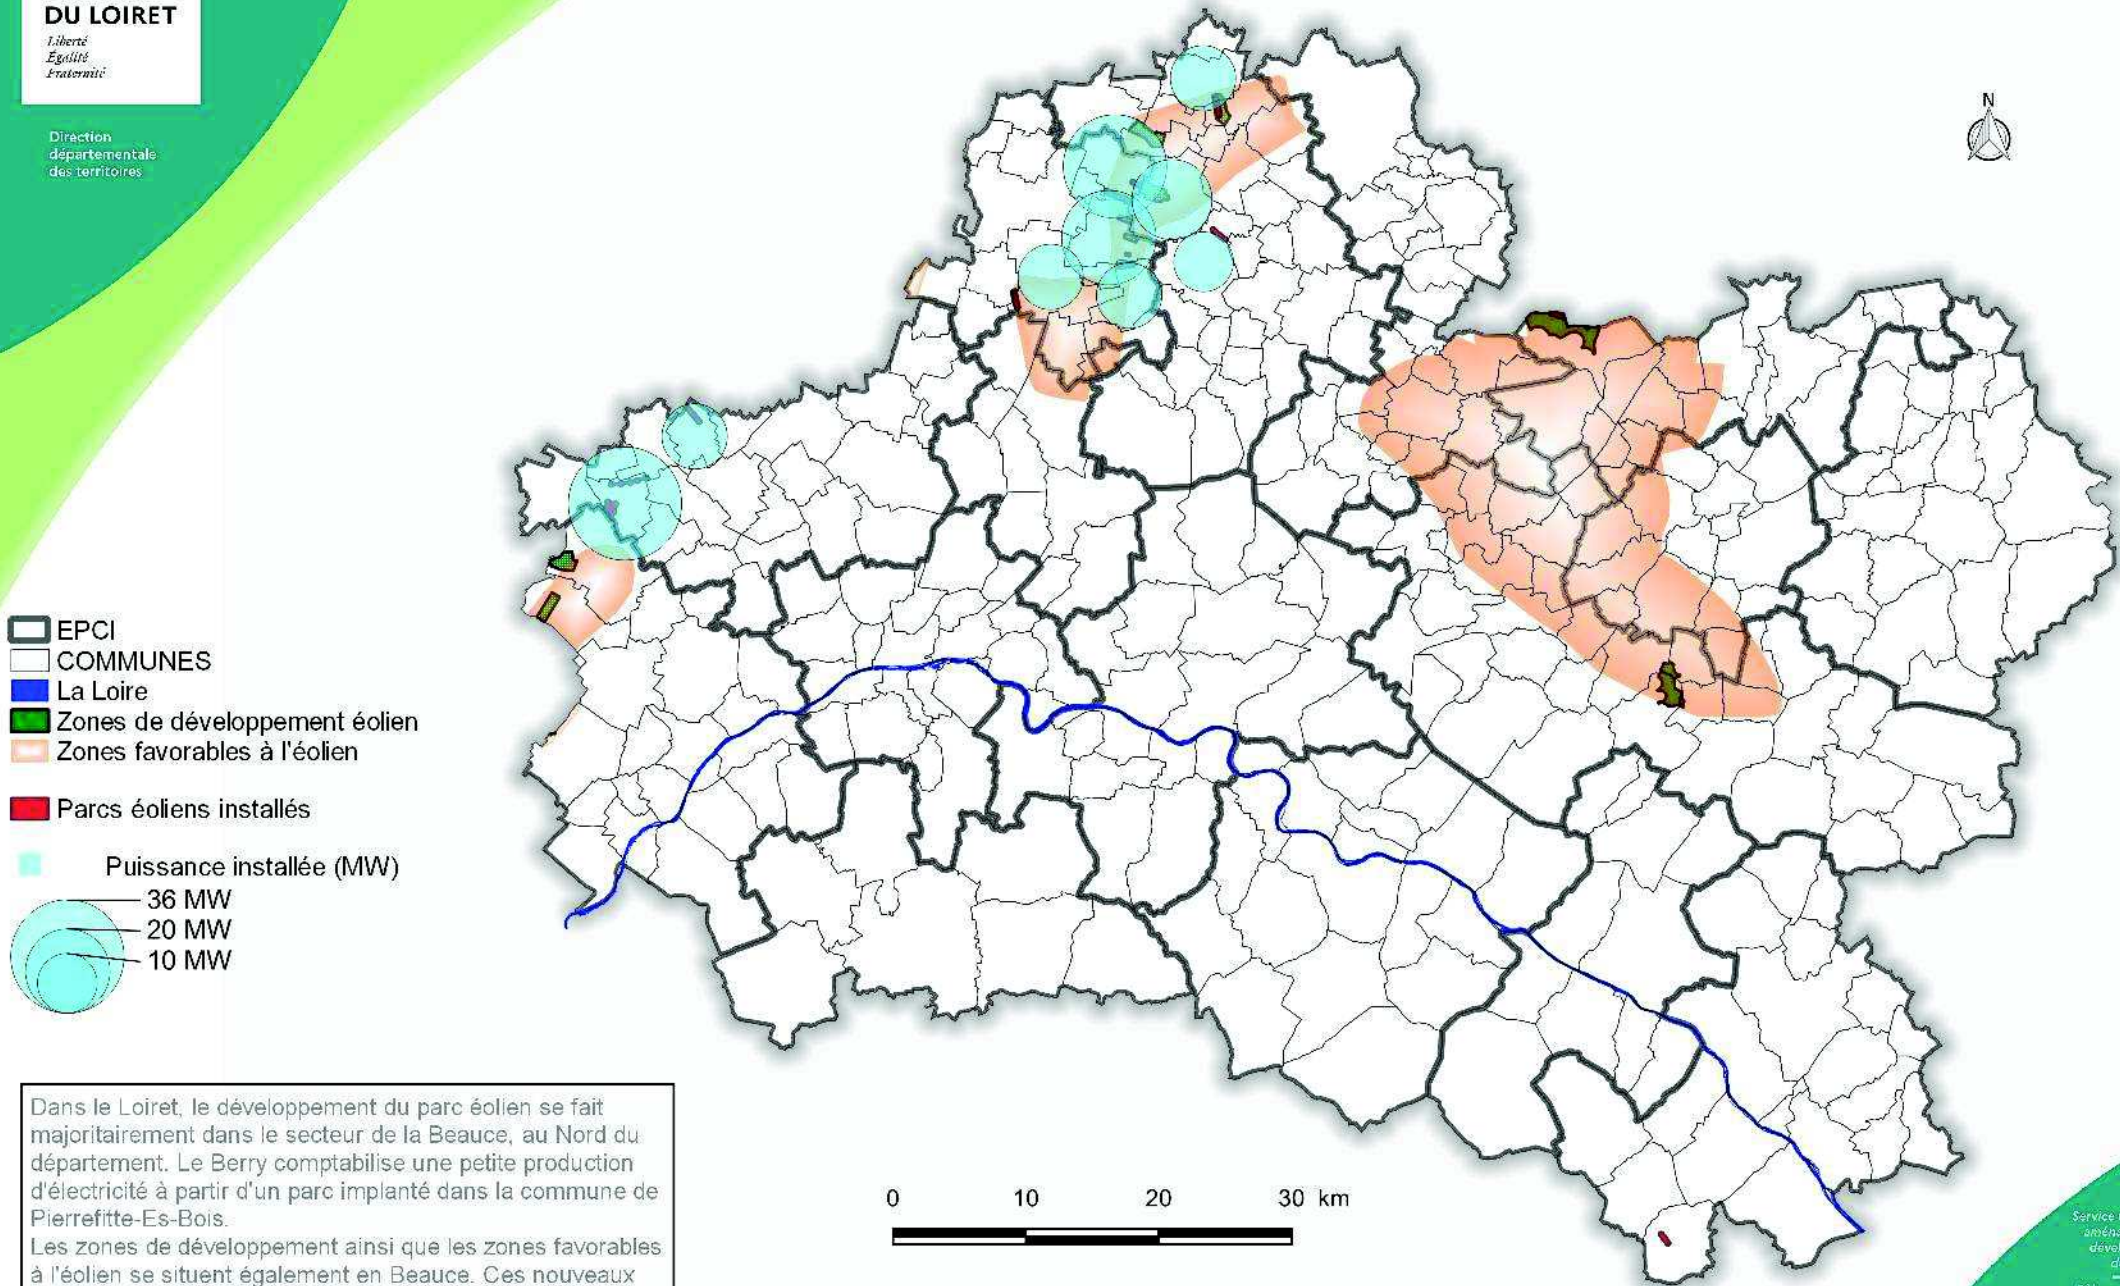 DU LOIRET
Liberté
Égalité
Fraternité
Direction
départementale
des territoires
N
EPCI
COMMUNES
La Loire
Zones de développement éolien
Zones favorables à l'éolien
Parcs éoliens installés
Puissance installée (MW)
36 MW
20 MW
10 MW
Dans le Loiret, le développement du parc éolien se fait
majoritairement dans le secteur de la Beauce, au Nord du
département. Le Berry comptabilise une petite production
d'électricité à partir d'un parc implanté dans la commune de
Pierrefitte-Es-Bois.
Les zones de développement ainsi que les zones favorables
à l'éolien se situent également en Beauce. Ces nouveaux
0 10 20 30 km
Service